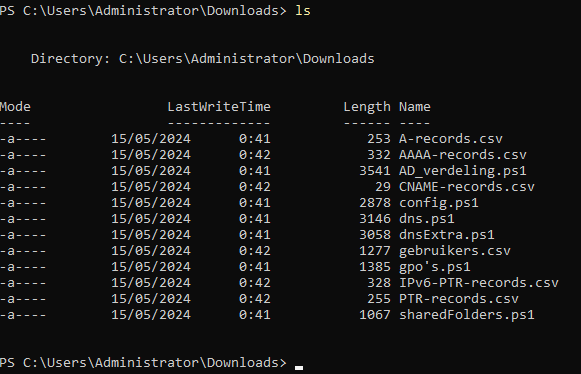 PS C:\Users\Administrator\Downloads> ls
Directory: C:\Users\Administrator\Downloads
Mode LastWriteTime Length Name
---- ------------- ------ ----
-a---- 15/05/2024 0:41 253 A-records.csv
-a---- 15/05/2024 0:42 332 AAAA-records.csv
-a---- 15/05/2024 0:41 3541 AD_verdeling.ps1
-a---- 15/05/2024 0:42 29 CNAME-records.csv
-a---- 15/05/2024 0:41 2878 config.ps1
-a---- 15/05/2024 0:41 3146 dns.ps1
-a---- 15/05/2024 0:41 3058 dnsExtra.ps1
-a---- 15/05/2024 0:42 1277 gebruikers.csv
-a---- 15/05/2024 0:41 1385 gpo's.ps1
-a---- 15/05/2024 0:42 328 IPv6-PTR-records.csv
-a---- 15/05/2024 0:42 255 PTR-records.csv
-a---- 15/05/2024 0:41 1067 sharedFolders.ps1
PS C:\Users\Administrator\Downloads>